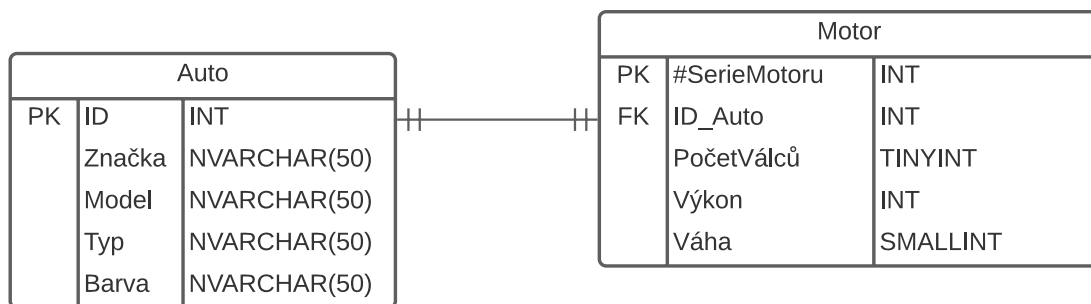 Auto
PK ID INT
Značka NVARCHAR(50)
Model NVARCHAR(50)
Typ NVARCHAR(50)
Barva NVARCHAR(50)
Motor
PK #SerieMotoru INT
FK ID_Auto INT
PočetVálců TINYINT
Výkon INT
Váha SMALLINT